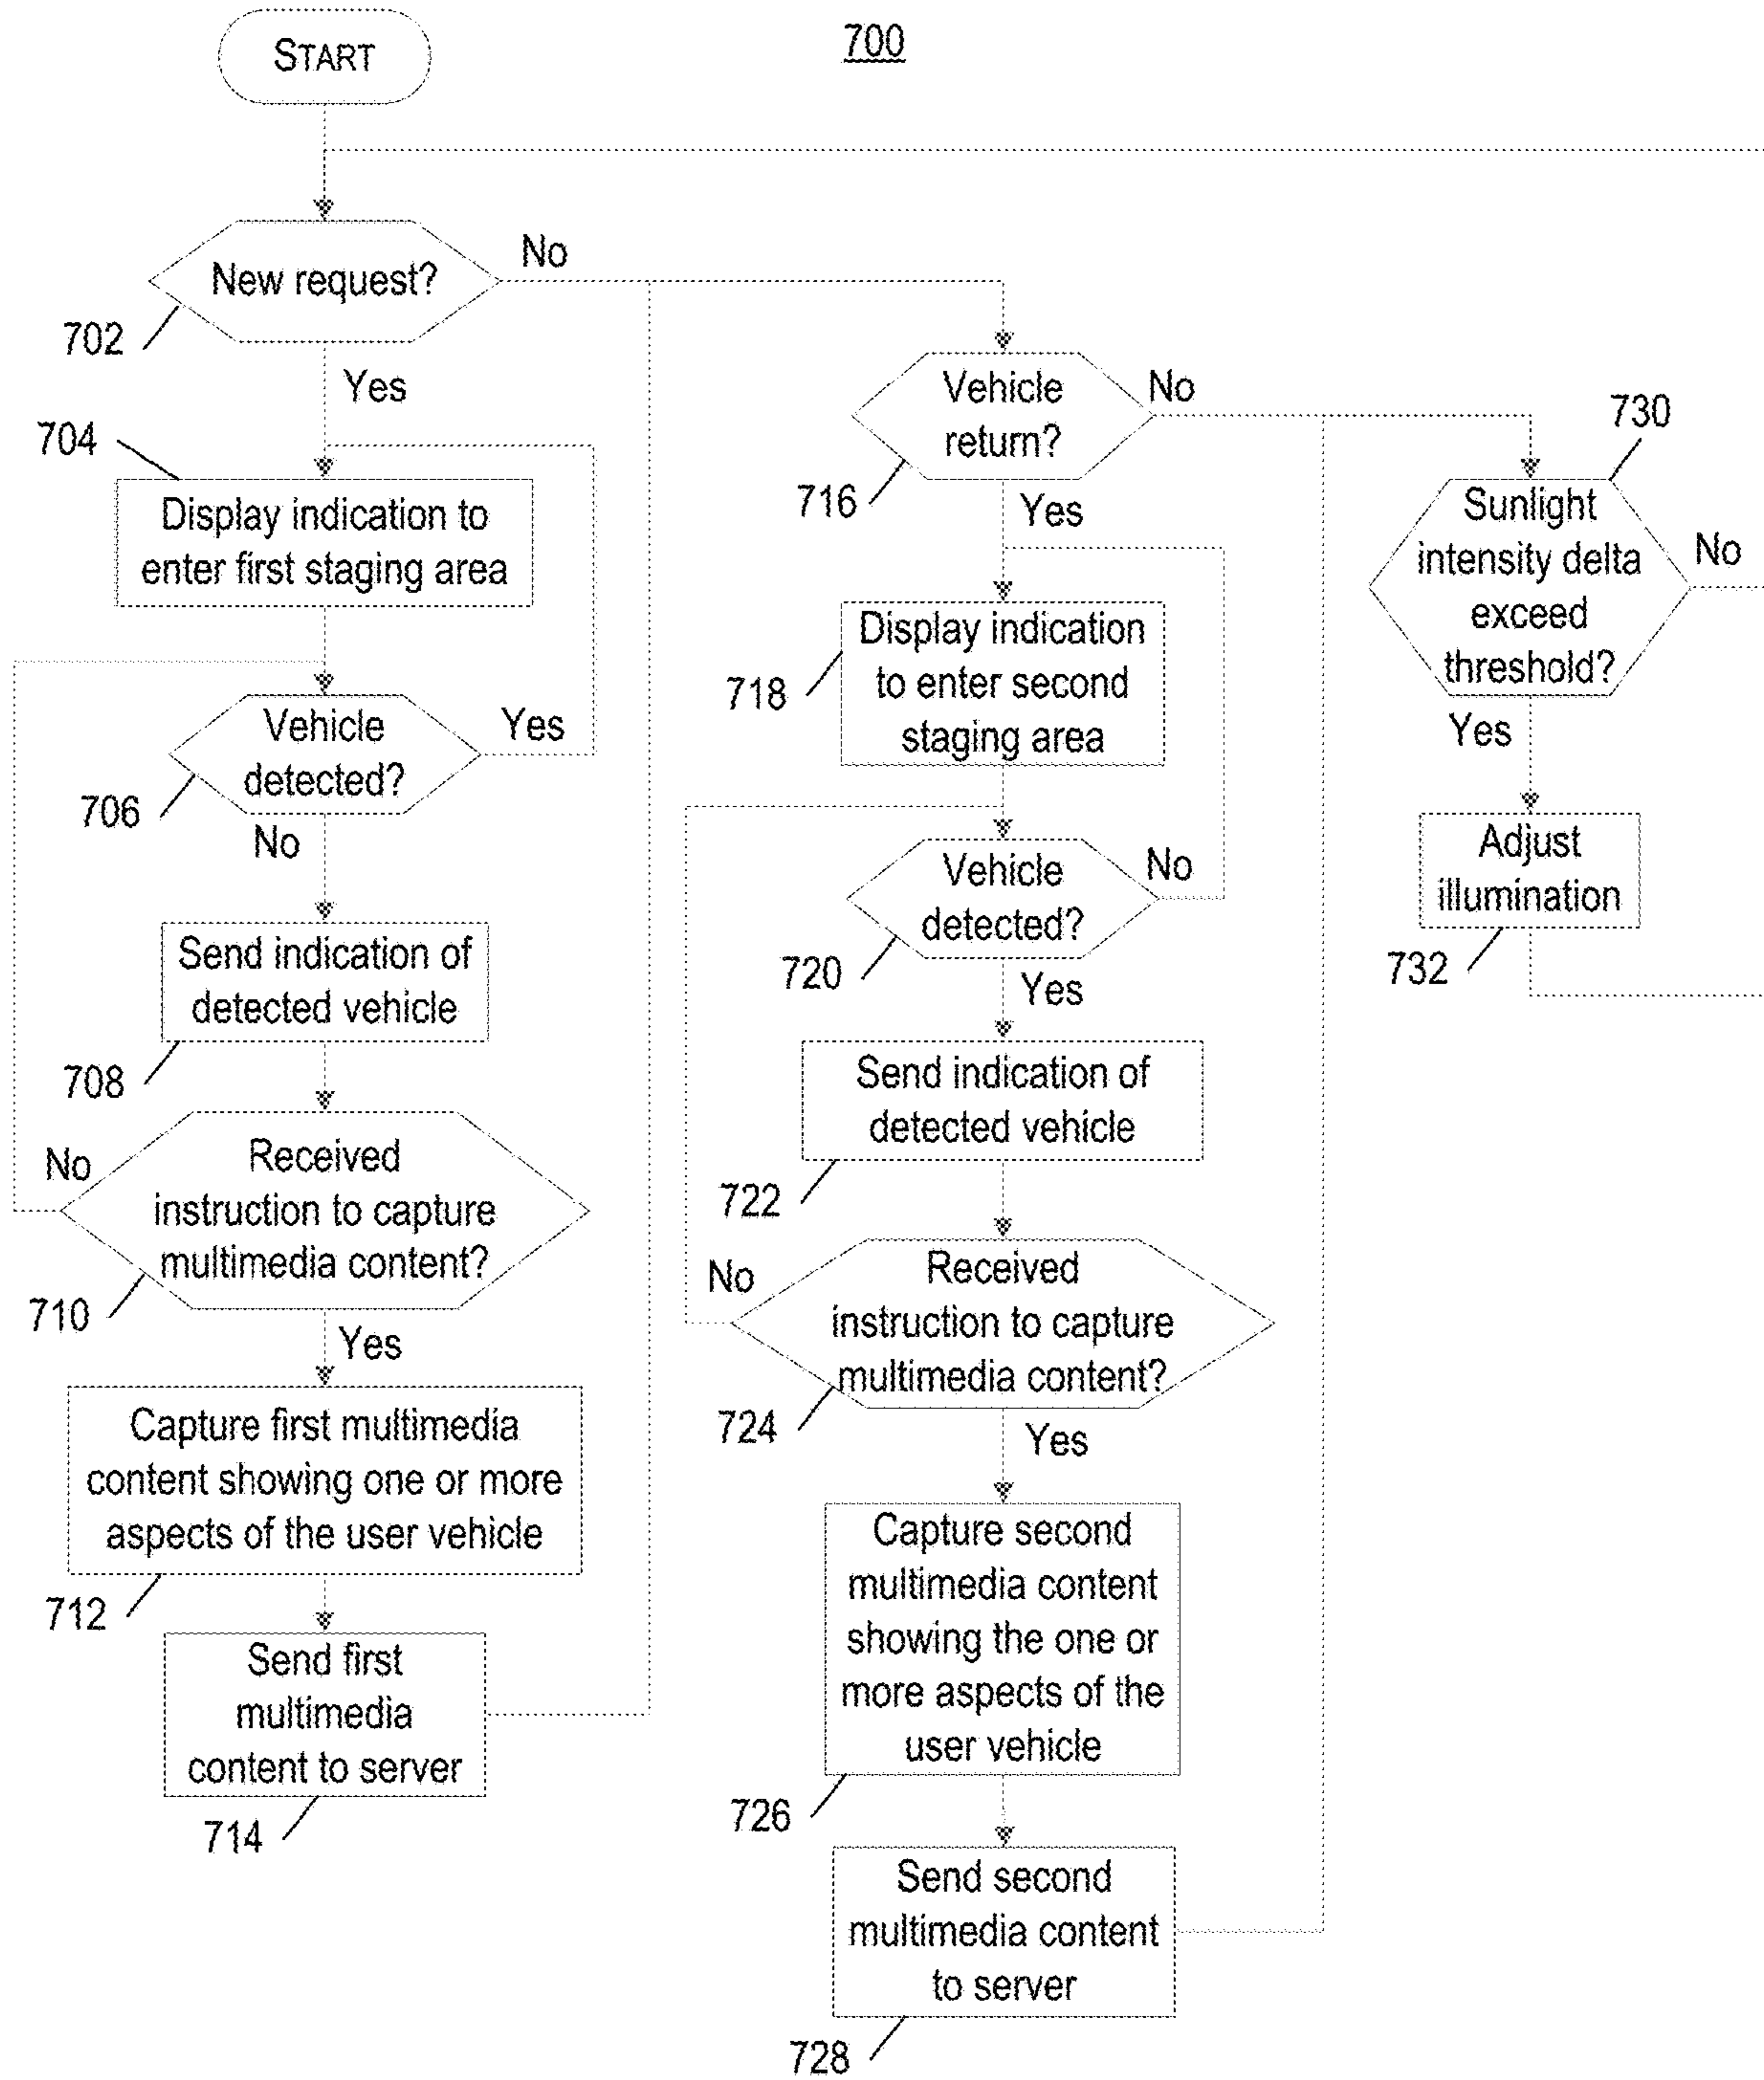 700
START
New request?
No
702
Yes
704
Display indication to
enter first staging area
Vehicle
detected?
Yes
706
No
Send indication of
detected vehicle
708
No
Received
instruction to capture
multimedia content?
710
Yes
Capture first multimedia
content showing one or more
aspects of the user vehicle
712
Send first
multimedia
content to server
714
Vehicle
return?
No
716
Yes
Display indication
to enter second
staging area
718
Vehicle
detected?
No
720
Yes
Send indication of
detected vehicle
722
No
Received
instruction to capture
multimedia content?
724
Yes
Capture second
multimedia content
showing the one or
more aspects of the
user vehicle
726
Send second
multimedia content
to server
728
730
Sunlight
intensity delta
exceed
threshold?
No
Yes
Adjust
illumination
732